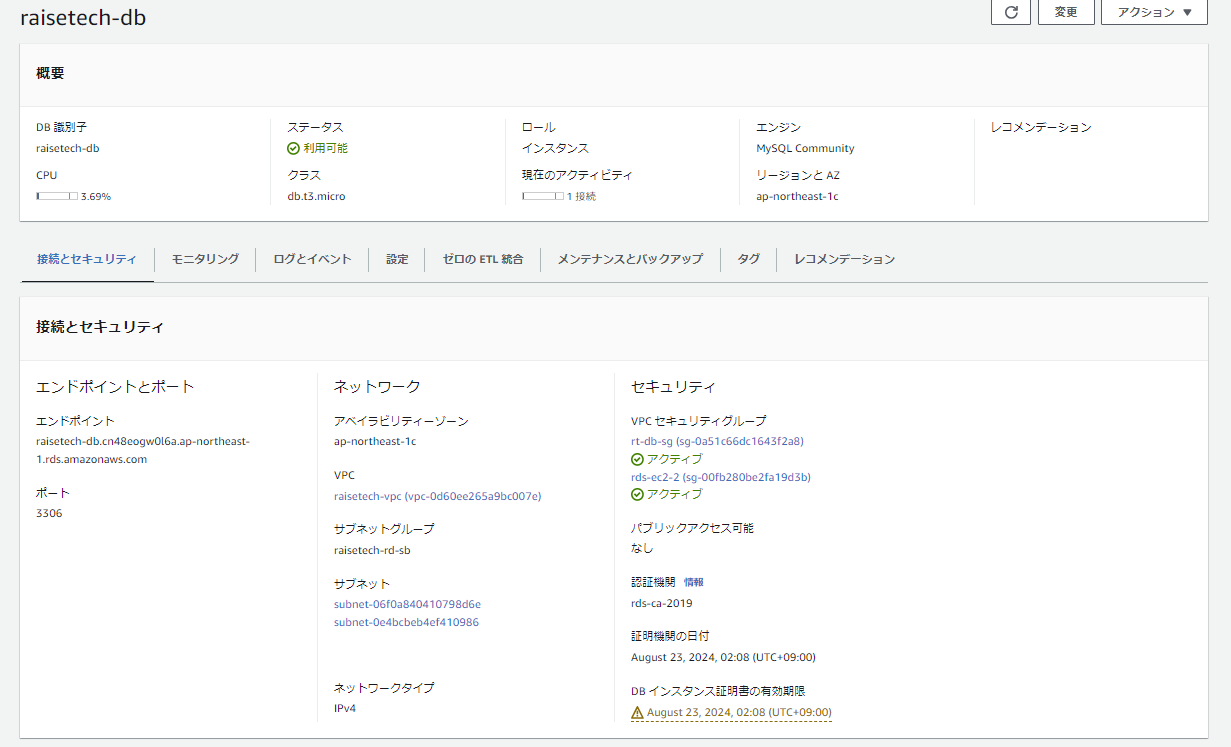 raisetech-db
変更
アクション ▼
概要
DB 識別子
raisetech-db
ステータス
利用可能
ロール
インスタンス
エンジン
MySQL Community
レコメンデーション
CPU
3.69%
クラス
db.t3.micro
現在のアクティビティ
1 接続
リージョンと AZ
ap-northeast-1c
接続とセキュリティ
モニタリング
ログとイベント
設定
ゼロの ETL 統合
メンテナンスとバックアップ
タグ
レコメンデーション
接続とセキュリティ
エンドポイントとポート
エンドポイント
raisetech-db.cn48eogw0l6a.ap-northeast-
1.rds.amazonaws.com
ポート
3306
ネットワーク
アベイラビリティーゾーン
ap-northeast-1c
VPC
raisetech-vpc (vpc-0d60ee265a9bc007e)
サブネットグループ
raisetech-rd-sb
サブネット
subnet-06f0a840410798d6e
subnet-0e4bcbeb4ef410986
ネットワークタイプ
IPv4
セキュリティ
VPC セキュリティグループ
rt-db-sg (sg-0a51c66dc1643f2a8)
アクティブ
rds-ec2-2 (sg-00fb280be2fa19d3b)
アクティブ
パブリックアクセス可能
なし
認証機関 情報
rds-ca-2019
証明機関の日付
August 23, 2024, 02:08 (UTC+09:00)
DB インスタンス証明書の有効期限
August 23, 2024, 02:08 (UTC+09:00)